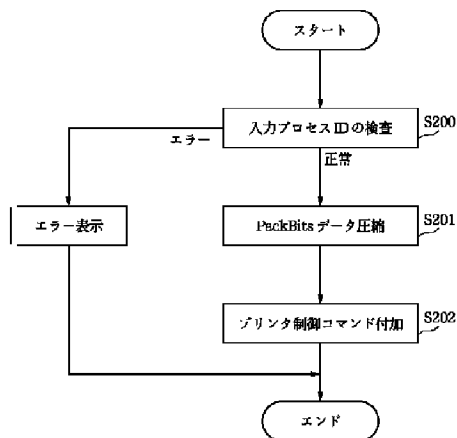 スタート
入力プロセスIDの検査
S200
エラー
正常
エラー表示
PackBitsデータ圧縮
S201
プリンタ制御コマンド付加
S202
エンド